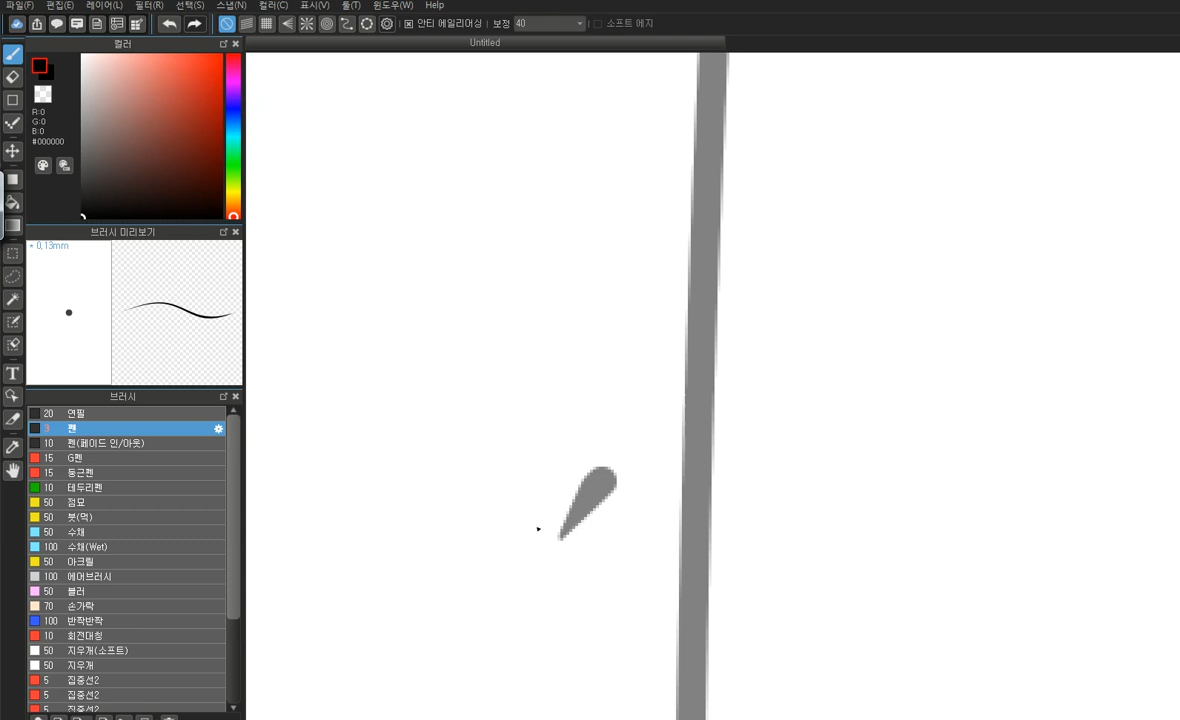 파일(F) 편집(E) 레이어(L) 필터(R) 선택(S) 스냅(N) 컬러(C) 표시(V) 툴(T) 윈도우(W) Help
안티 에일리어싱 보정 40 소프트 에지
컬러
Untitled
R:0
G:0
B:0
#000000
브러시 미리보기
* 0.13mm
브러시
20 연필
3 펜
10 펜(페이드 인/아웃)
15 G펜
15 둥근펜
10 테두리펜
50 점묘
50 붓(먹)
50 수채
100 수채(Wet)
50 아크릴
100 에어브러시
50 블러
70 손가락
100 반짝반짝
10 회전대칭
50 지우개(소프트)
50 지우개
5 집중선2
5 집중선2
5 집중선2
T